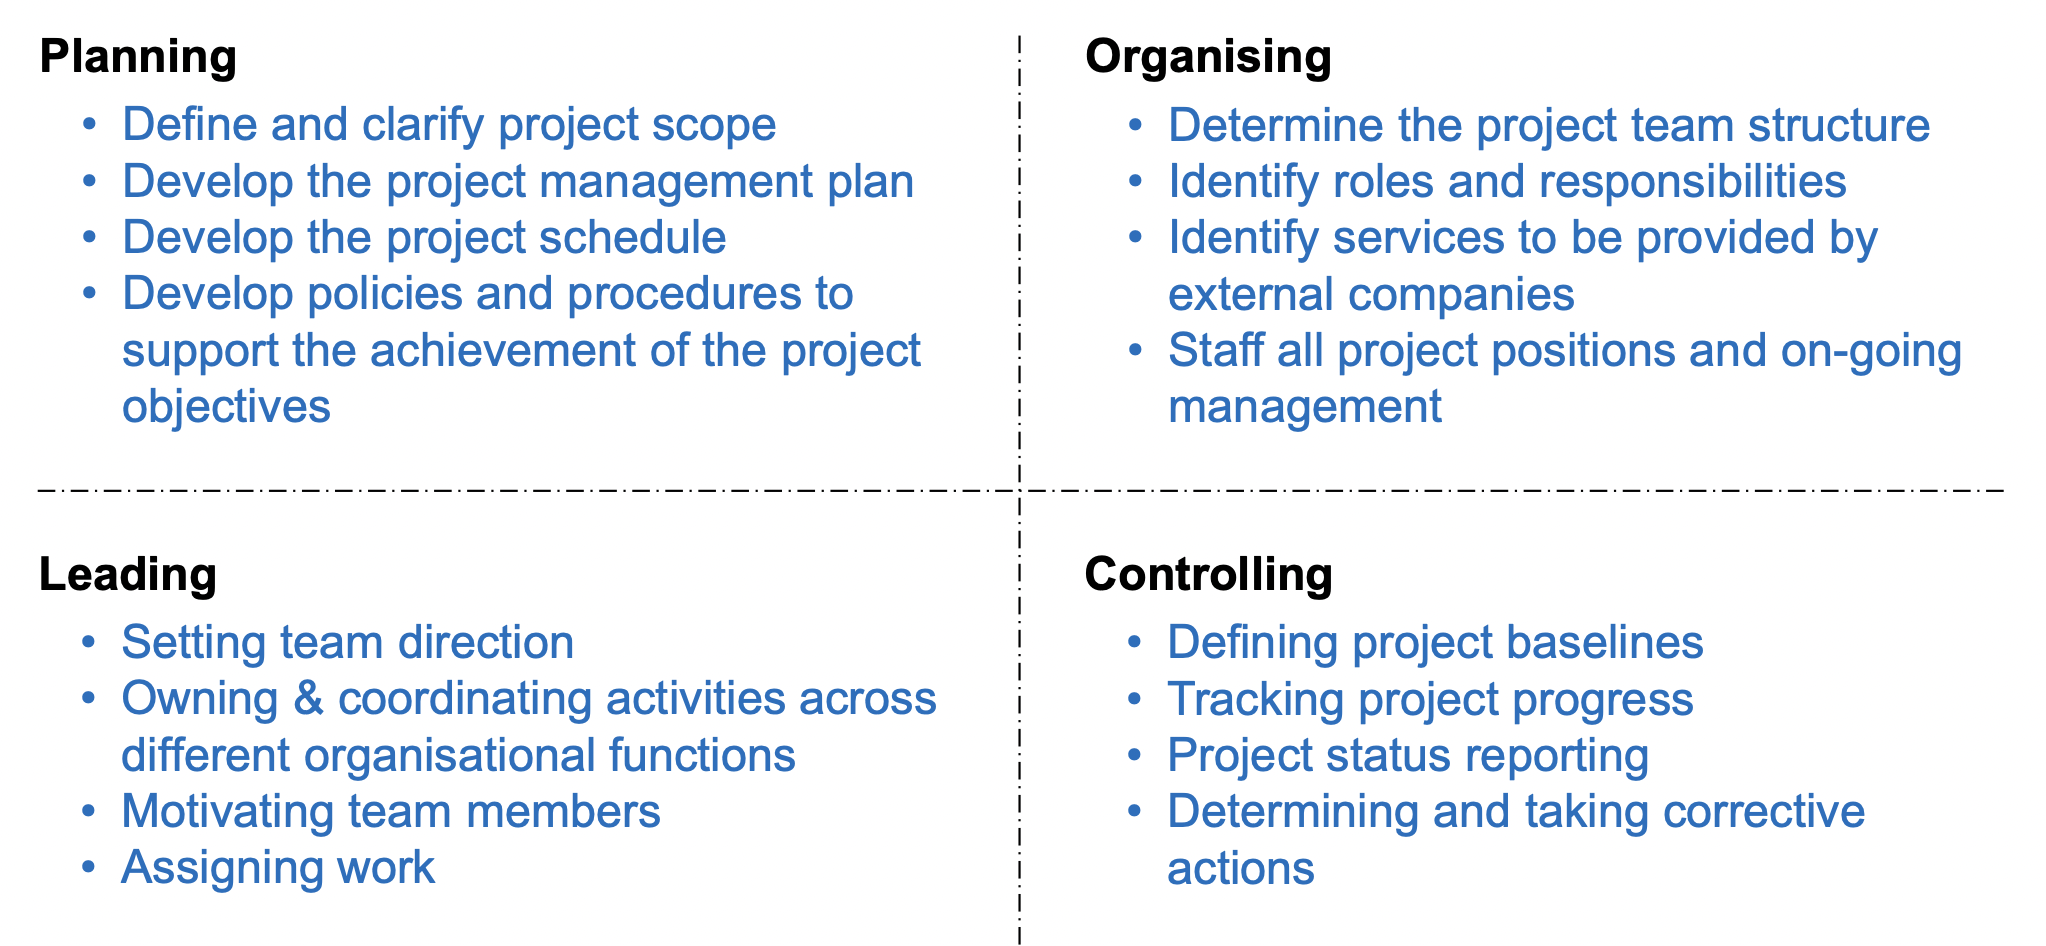 Planning
• Define and clarify project scope
• Develop the project management plan
• Develop the project schedule
• Develop policies and procedures to
support the achievement of the project
objectives
Organising
• Determine the project team structure
• Identify roles and responsibilities
• Identify services to be provided by
external companies
• Staff all project positions and on-going
management
Leading
• Setting team direction
• Owning & coordinating activities across
different organisational functions
• Motivating team members
• Assigning work
Controlling
• Defining project baselines
• Tracking project progress
• Project status reporting
• Determining and taking corrective
actions